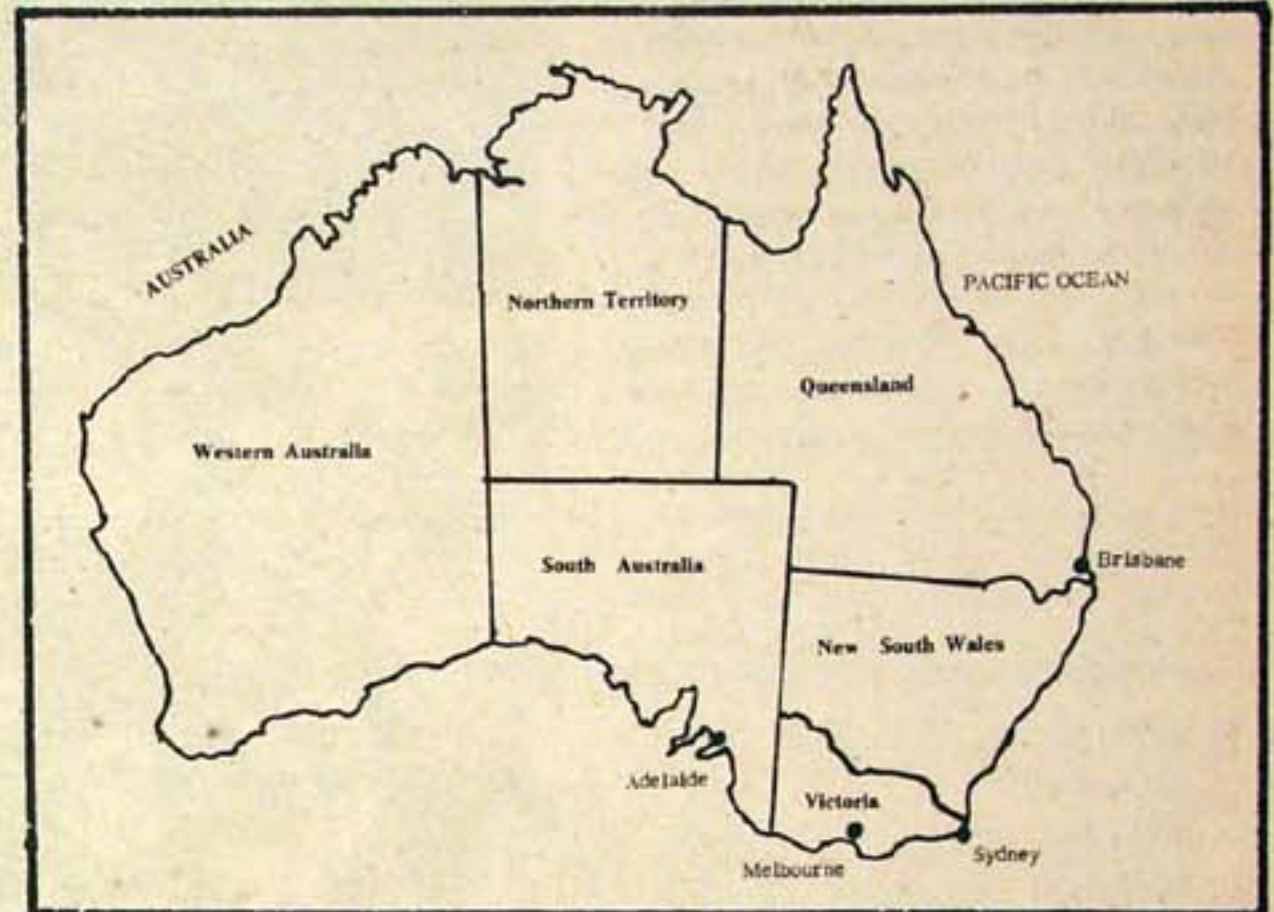 AUSTRALIA
PACIFIC OCEAN
Northern Territory
Queensland
Western Australia
South Australia
Brisbane
New South Wales
Adelaide
Victoria
Sydney
Melbourne